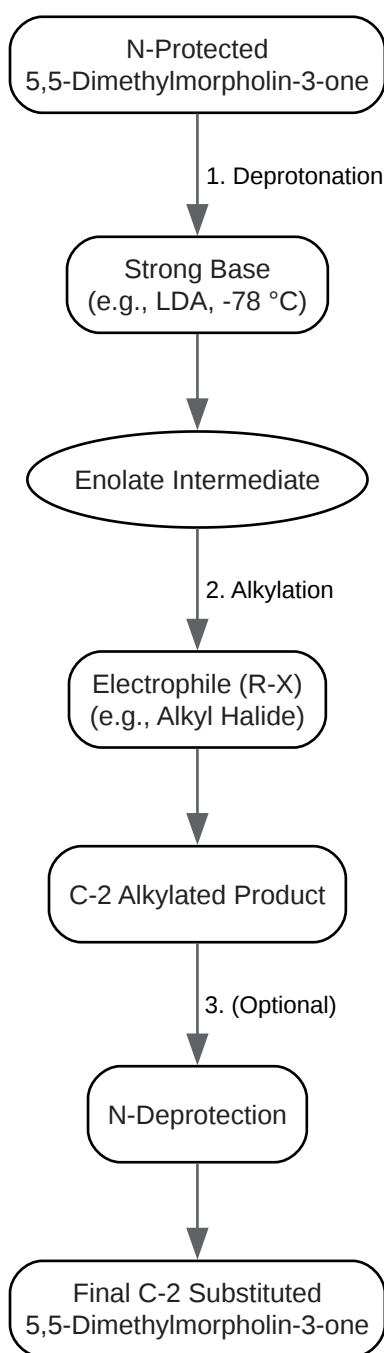 N-Protected
5,5-Dimethylmorpholin-3-one
1. Deprotonation
Strong Base
(e.g., LDA, -78 °C)
Enolate Intermediate
2. Alkylation
Electrophile (R-X)
(e.g., Alkyl Halide)
C-2 Alkylated Product
3. (Optional)
N-Deprotection
Final C-2 Substituted
5,5-Dimethylmorpholin-3-one